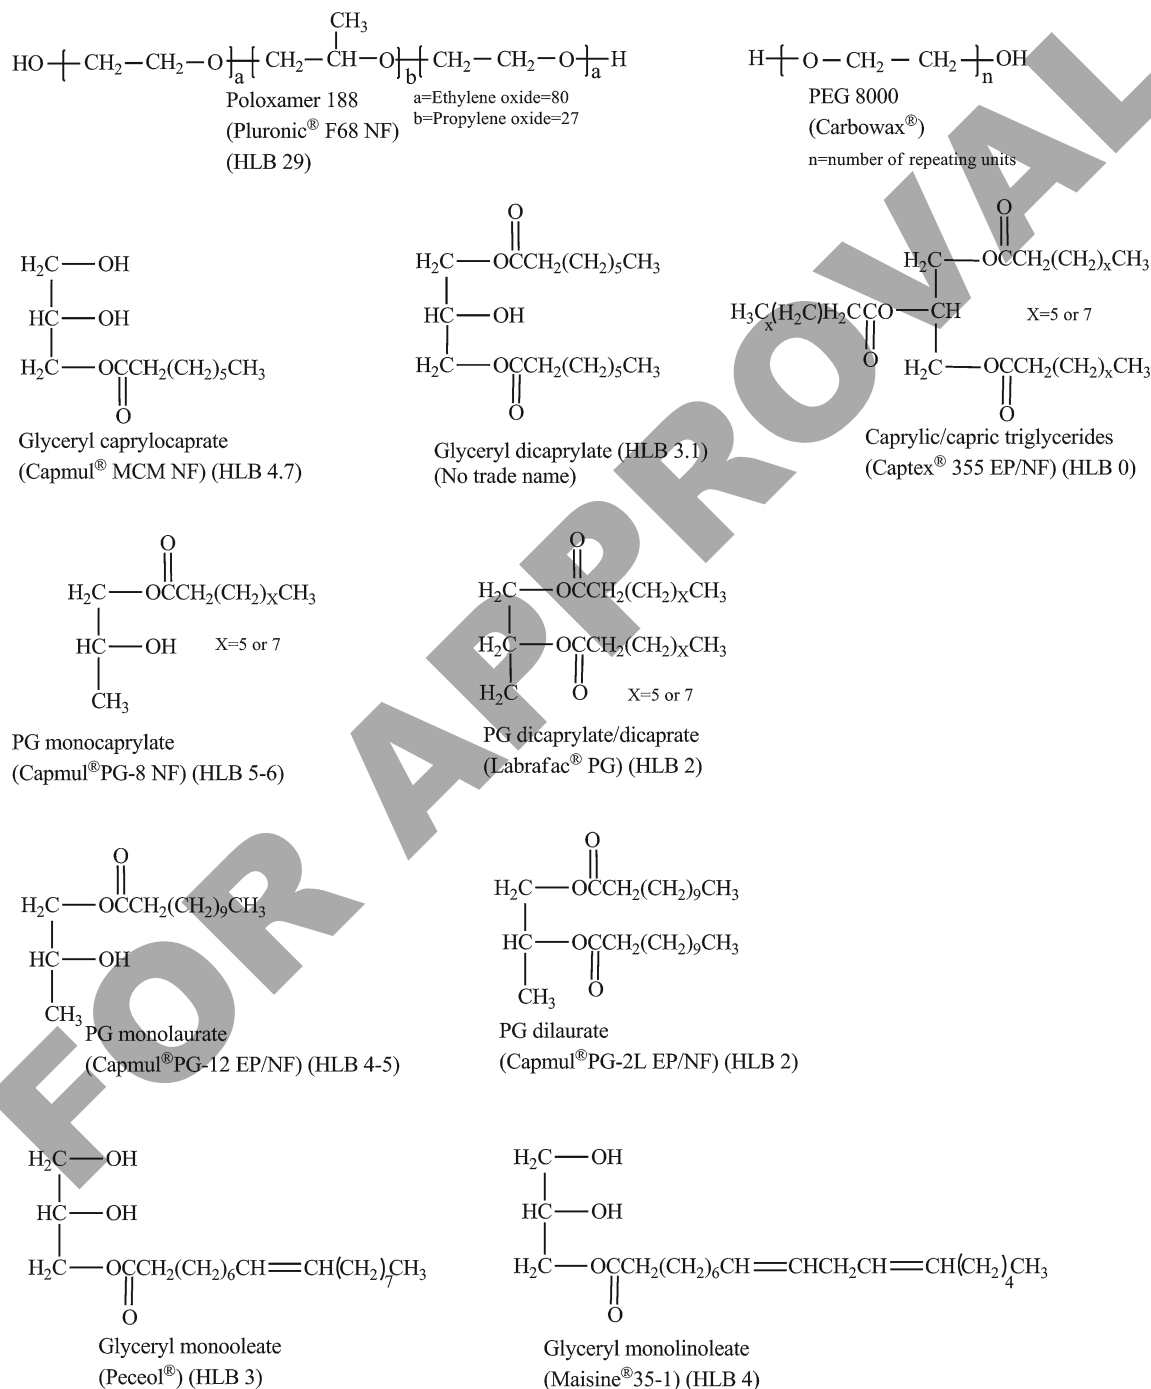 HO CH2 CH2 O a CH2 CH O b CH2 CH2 O a H
CH3
Poloxamer 188
(Pluronic® F68 NF)
(HLB 29)
a=Ethylene oxide=80
b=Propylene oxide=27
H O CH2 CH2 n OH
PEG 8000
(Carbowax®)
n=number of repeating units
H2C OH
HC OH
H2C OCCH2(CH2)5CH3
O
Glyceryl caprylocaprate
(Capmul® MCM NF) (HLB 4.7)
O
H2C OCCH2(CH2)5CH3
HC OH
H2C OCCH2(CH2)5CH3
O
Glyceryl dicaprylate (HLB 3.1)
(No trade name)
O
H2C OCCH2(CH2)xCH3
H3C(H2C)xH2CCO CH X=5 or 7
O
H2C OCCH2(CH2)xCH3
O
Caprylic/capric triglycerides
(Captex® 355 EP/NF) (HLB 0)
O
H2C OCCH2(CH2)XCH3
HC OH X=5 or 7
CH3
PG monocaprylate
(Capmul®PG-8 NF) (HLB 5-6)
O
H2C OCCH2(CH2)XCH3
H2C OCCH2(CH2)XCH3
H2C O X=5 or 7
PG dicaprylate/dicaprate
(Labrafac® PG) (HLB 2)
O
H2C OCCH2(CH2)9CH3
HC OH
CH3
PG monolaurate
(Capmul®PG-12 EP/NF) (HLB 4-5)
O
H2C OCCH2(CH2)9CH3
HC OCCH2(CH2)9CH3
CH3 O
PG dilaurate
(Capmul®PG-2L EP/NF) (HLB 2)
H2C OH
HC OH
H2C OCCH2(CH2)6CH CH(CH2)7CH3
O
Glyceryl monooleate
(Peceol®) (HLB 3)
H2C OH
HC OH
H2C OCCH2(CH2)6CH CHCH2CH CH(CH2)4CH3
O
Glyceryl monolinoleate
(Maisine®35-1) (HLB 4)
FOR APPROVAL